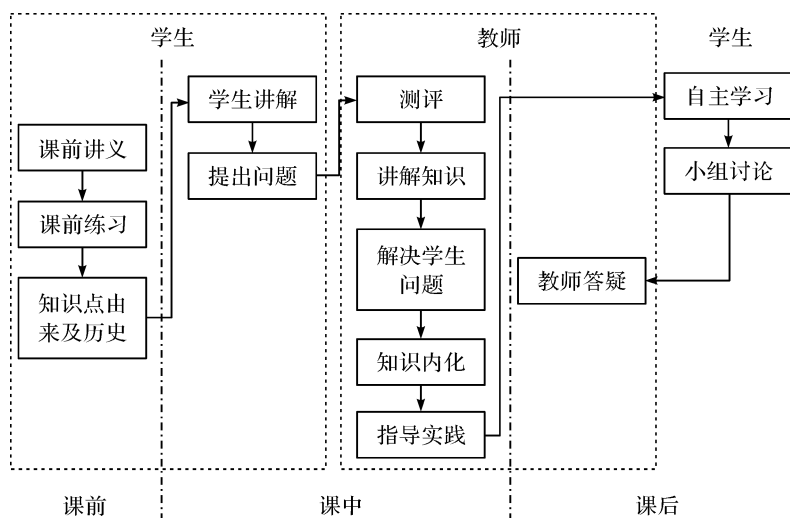 学生
教师
学生
课前讲义
课前练习
知识点由
来及历史
学生讲解
提出问题
测评
讲解知识
解决学生
问题
知识内化
指导实践
自主学习
小组讨论
教师答疑
课前
课中
课后